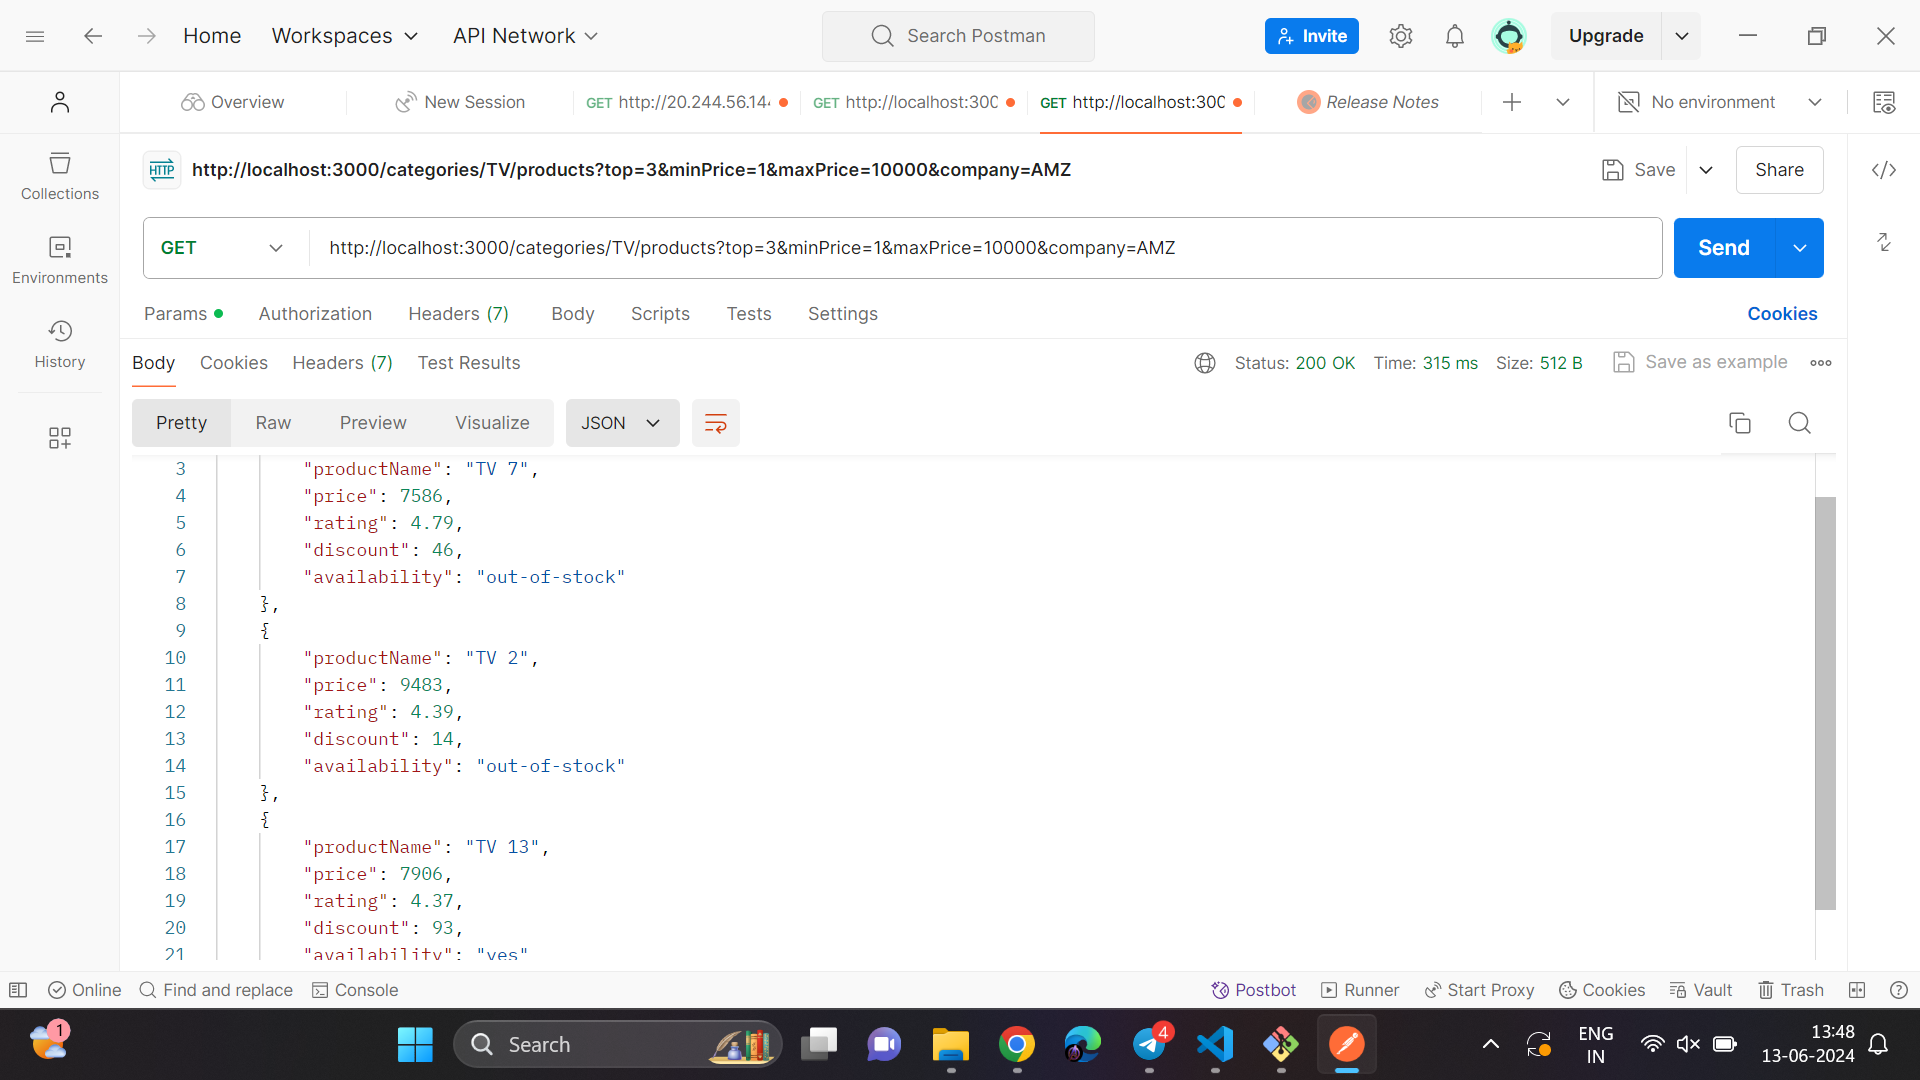 Home Workspaces API Network Search Postman Invite Upgrade
Overview New Session GET http://20.244.56.144 GET http://localhost:300 GET http://localhost:300 Release Notes No environment
HTTP http://localhost:3000/categories/TV/products?top=3&minPrice=1&maxPrice=10000&company=AMZ Save Share
Collections
Environments
History
GET http://localhost:3000/categories/TV/products?top=3&minPrice=1&maxPrice=10000&company=AMZ Send
Params Authorization Headers (7) Body Scripts Tests Settings Cookies
Body Cookies Headers (7) Test Results Status: 200 OK Time: 315 ms Size: 512 B Save as example
Pretty Raw Preview Visualize JSON
3 "productName": "TV 7",
4 "price": 7586,
5 "rating": 4.79,
6 "discount": 46,
7 "availability": "out-of-stock"
8 },
9 {
10 "productName": "TV 2",
11 "price": 9483,
12 "rating": 4.39,
13 "discount": 14,
14 "availability": "out-of-stock"
15 },
16 {
17 "productName": "TV 13",
18 "price": 7906,
19 "rating": 4.37,
20 "discount": 93,
21 "availability": "yes"
Online Find and replace Console Postbot Runner Start Proxy Cookies Vault Trash
1 Search 4 ENG IN 13:48
13-06-2024